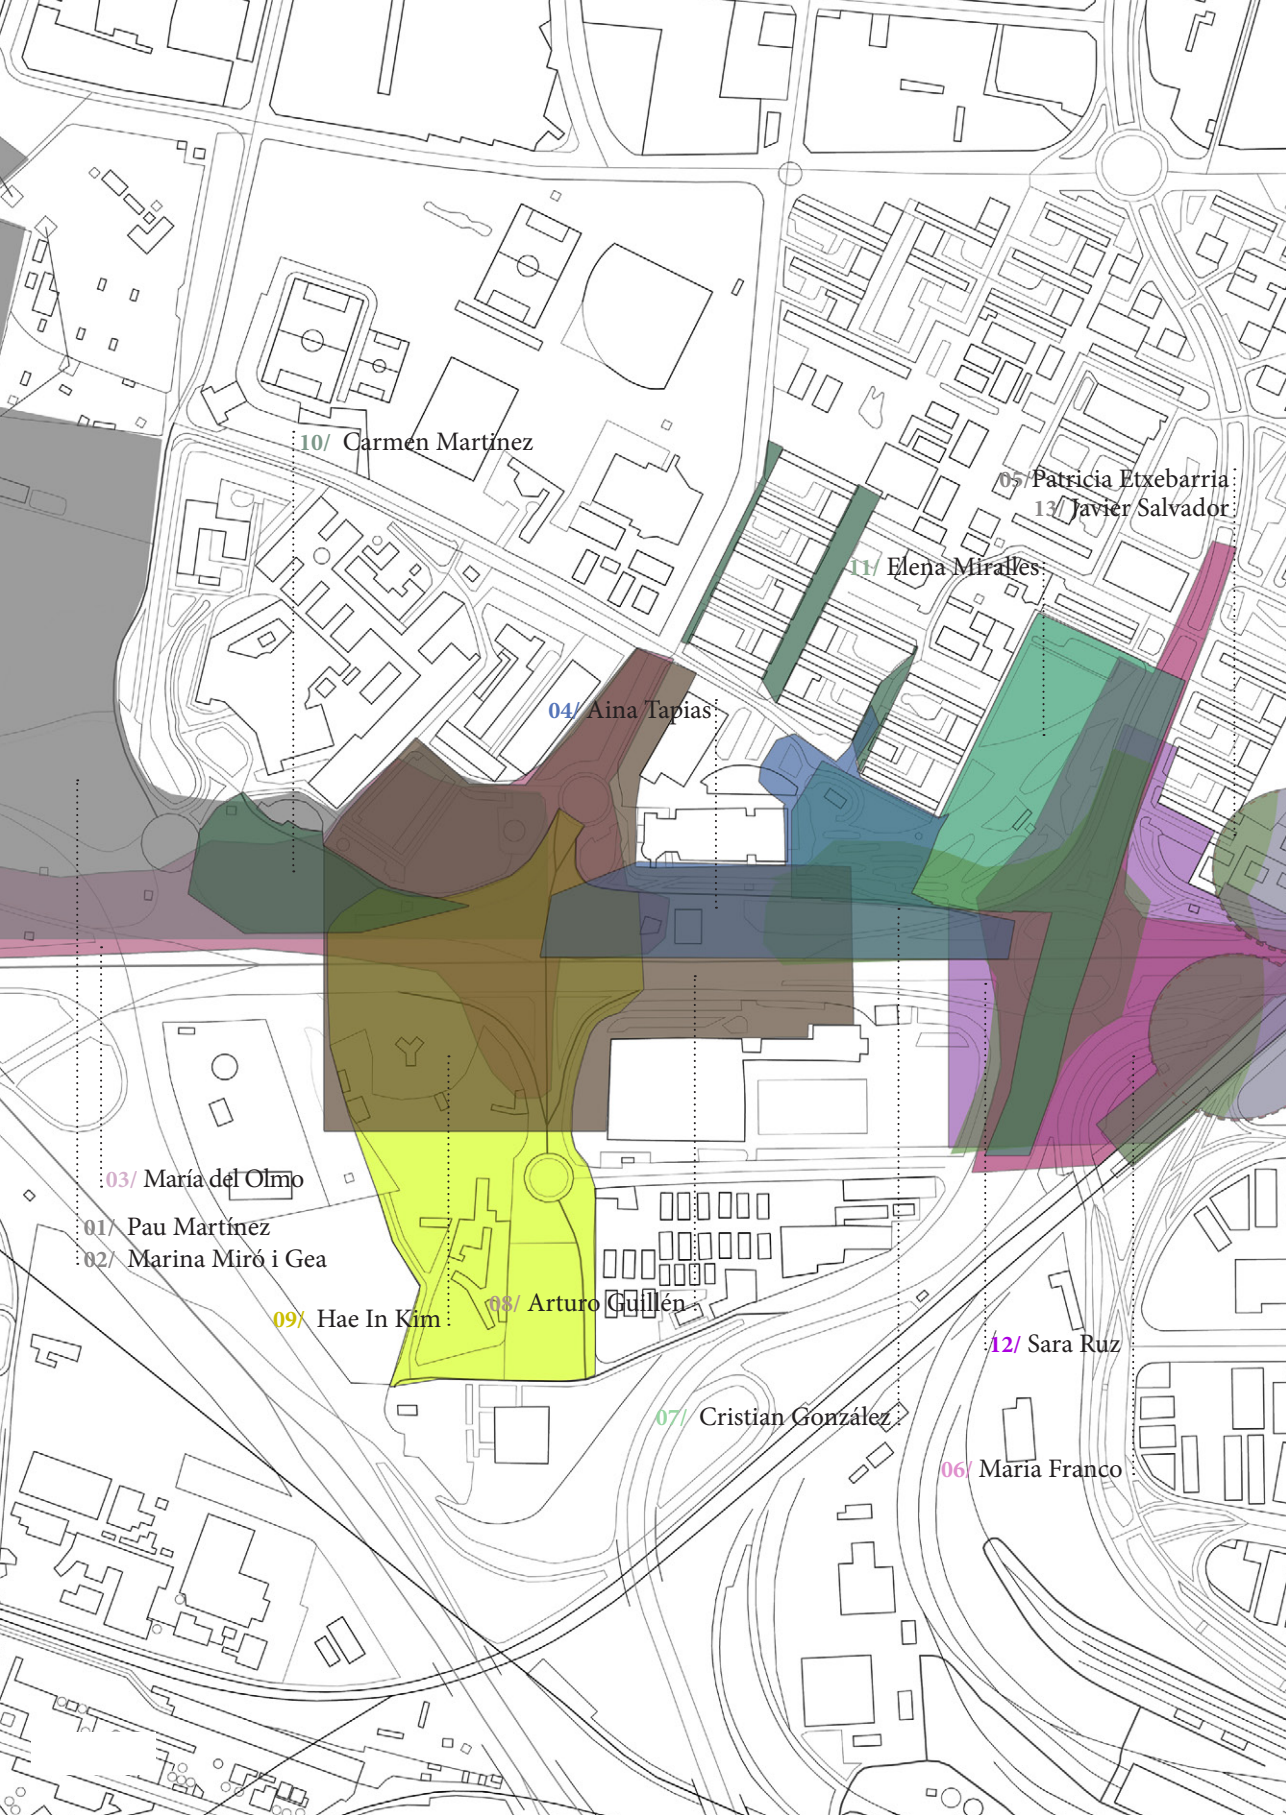 10/ Carmen Martinez
05/Patricia Etxebarria
13/ Javier Salvador
11/ Elena Miralles
04/ Aina Tapias
03/ María del Olmo
01/ Pau Martínez
02/ Marina Miró i Gea
09/ Hae In Kim
08/ Arturo Guillén
12/ Sara Ruz
07/ Cristian González
06/ Maria Franco